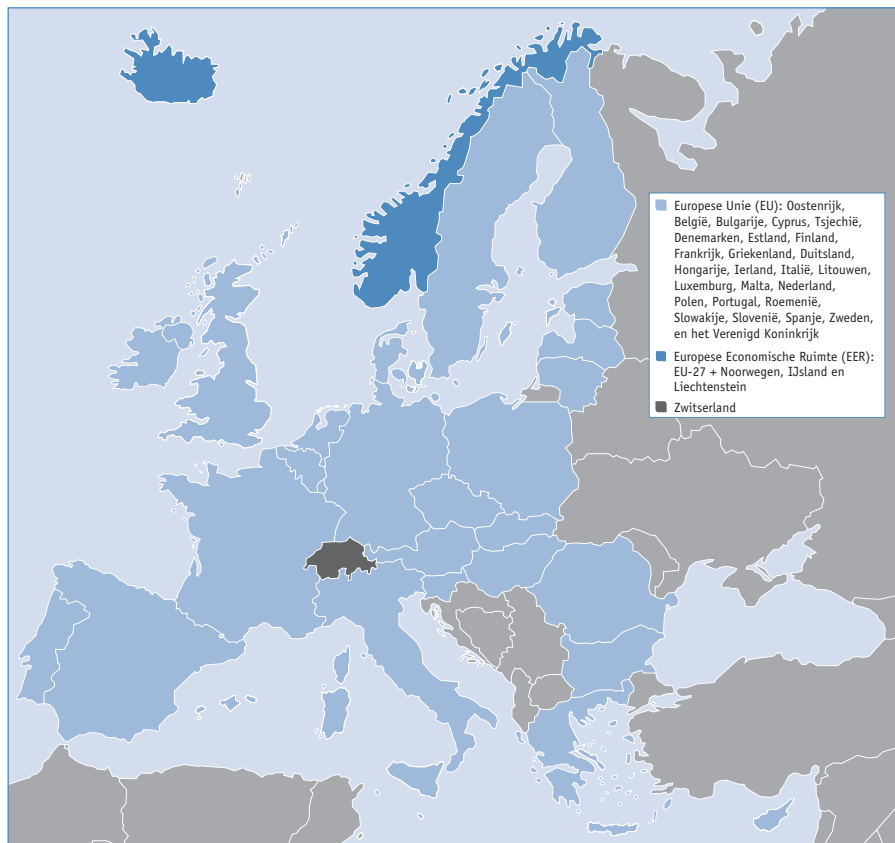 Europese Unie (EU): Oostenrijk,
België, Bulgarije, Cyprus, Tsjechië,
Denemarken, Estland, Finland,
Frankrijk, Griekenland, Duitsland,
Hongarije, Ierland, Italië, Litouwen,
Luxemburg, Malta, Nederland,
Polen, Portugal, Roemenië,
Slowakije, Slovenië, Spanje, Zweden,
en het Verenigd Koninkrijk
Europese Economische Ruimte (EER):
EU-27 + Noorwegen, IJsland en
Liechtenstein
Zwitserland